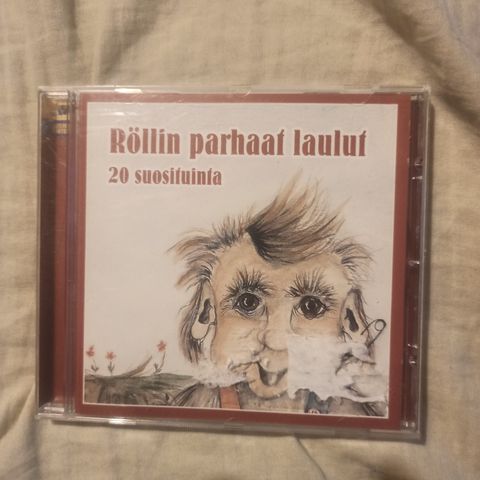 Röllin parhaat laulut
20 suosituinta